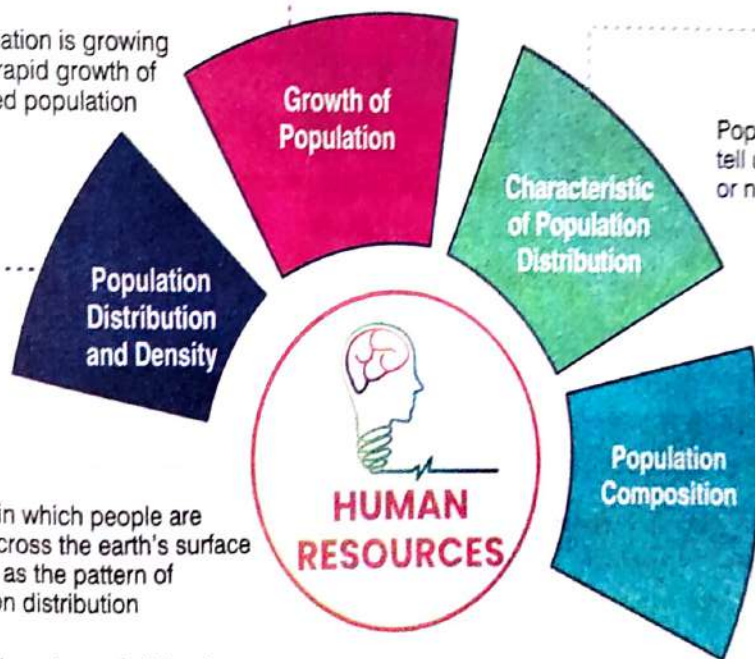 ation is growing
rapid growth of
ed population
Growth of
Population
Pop
tell
or n
Characteristic
of Population
Distribution
Population
Distribution
and Density
Population
Composition
HUMAN
RESOURCES
in which people are
cross the earth's surface
as the pattern of
on distribution